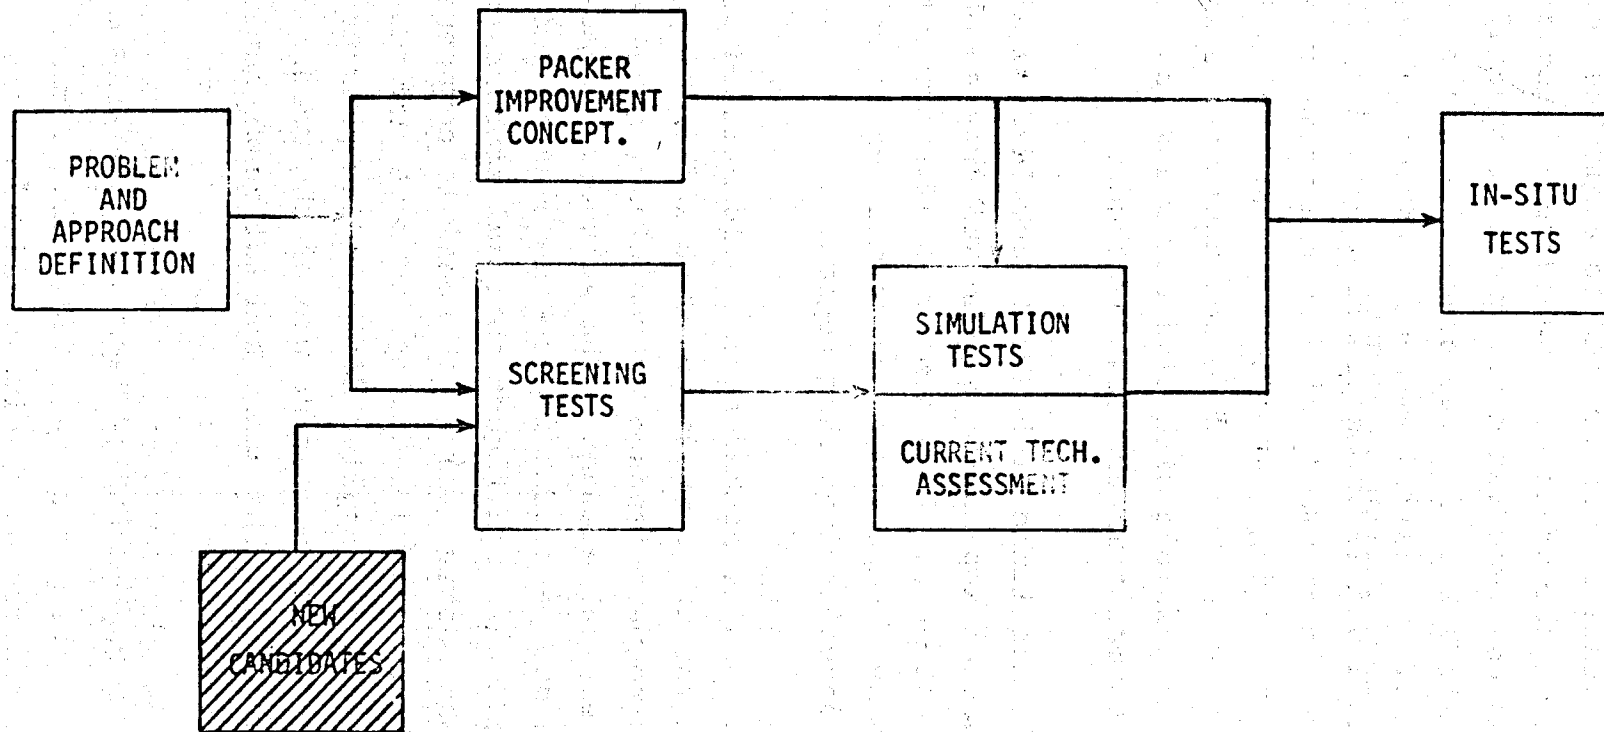 PACKER
IMPROVEMENT
CONCEPT.
PROBLEM
AND
APPROACH
DEFINITION
IN-SITU
TESTS
SCREENING
TESTS
SIMULATION
TESTS
CURRENT TECH.
ASSESSMENT
NEW
CANDIDATES